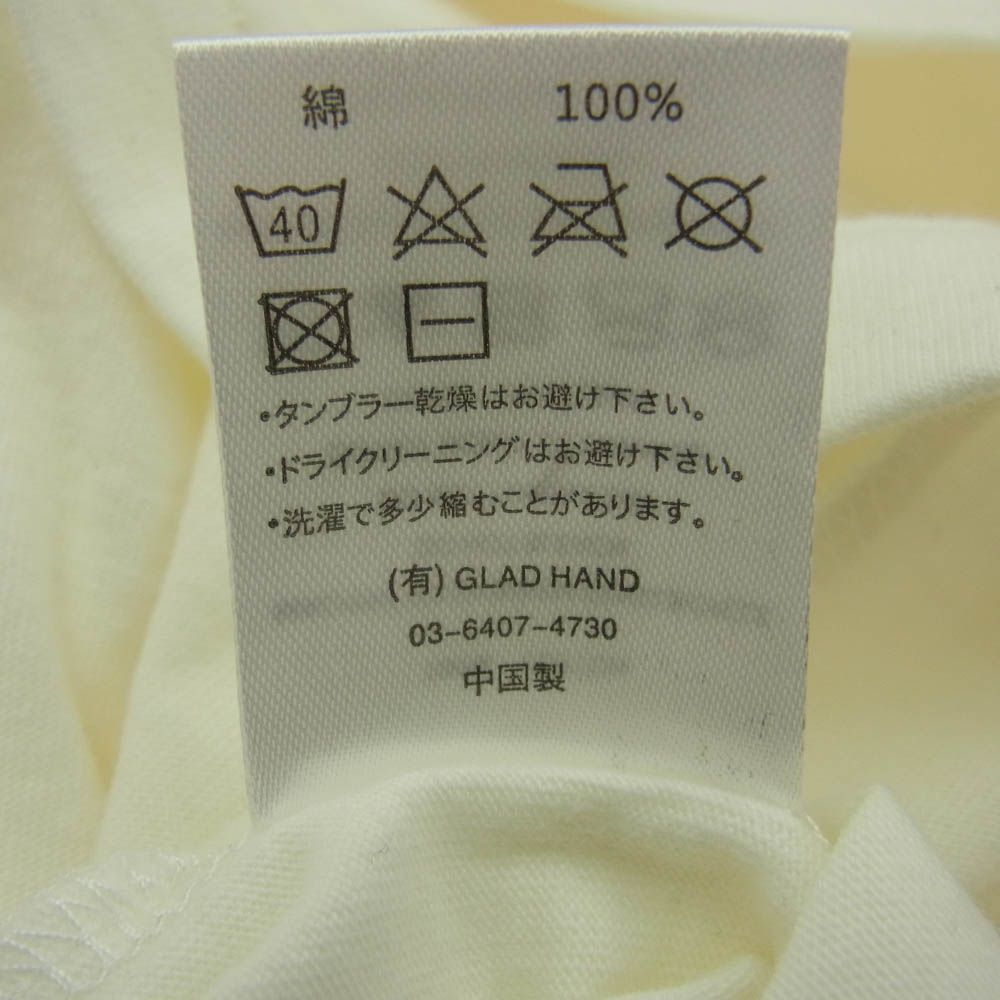 綿 100%
40
・タンブラー乾燥はお避け下さい。
・ドライクリーニングはお避け下さい。
・洗濯で多少縮むことがあります。
(有) GLAD HAND
03-6407-4730
中国製